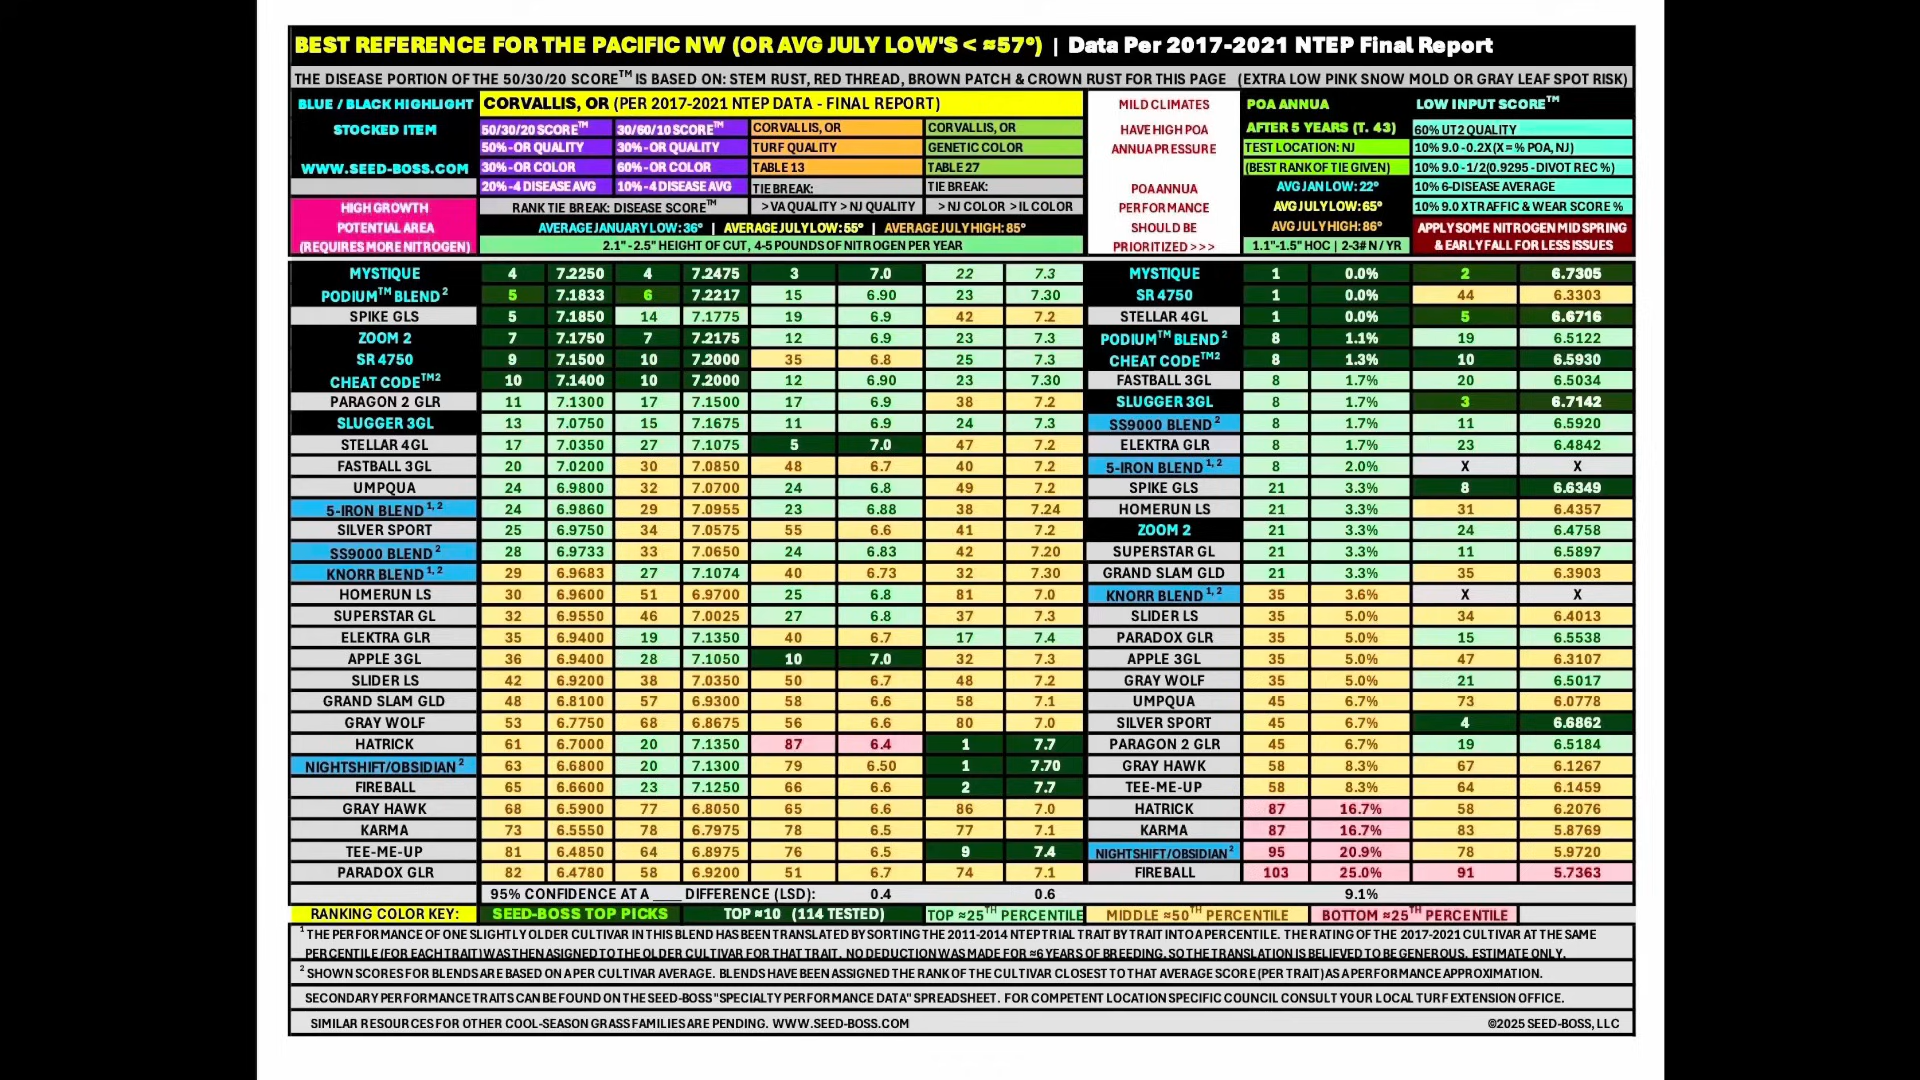 BEST REFERENCE FOR THE PACIFIC NW (OR AVG JULY LOW'S < ≈57°) | Data Per 2017-2021 NTEP Final Report
THE DISEASE PORTION OF THE 50/30/20 SCORE™ IS BASED ON: STEM RUST, RED THREAD, BROWN PATCH & CROWN RUST FOR THIS PAGE (EXTRA LOW PINK SNOW MOLD OR GRAY LEAF SPOT RISK)
BLUE / BLACK HIGHLIGHT CORVALLIS, OR (PER 2017-2021 NTEP DATA - FINAL REPORT) MILD CLIMATES POA ANNUA LOW INPUT SCORE™
STOCKED ITEM 50/30/20 SCORE™ 30/60/10 SCORE™ CORVALLIS, OR CORVALLIS, OR HAVE HIGH POA AFTER 5 YEARS (T. 43) 60% UT2 QUALITY
50% - OR QUALITY 30% - OR QUALITY TURF QUALITY GENETIC COLOR ANNUA PRESSURE TEST LOCATION: NJ 10% 9.0 - 0.2X (X = % POA, NJ)
WWW.SEED-BOSS.COM 30% - OR COLOR 60% - OR COLOR TABLE 13 TABLE 27 (BEST RANK OF TIE GIVEN) 10% 9.0 - 1/2(0.9295 - DIVOT REC %)
20% - 4 DISEASE AVG 10% - 4 DISEASE AVG TIE BREAK: TIE BREAK: POA ANNUA AVG JAN LOW: 22° 10% 6-DISEASE AVERAGE
HIGH GROWTH RANK TIE BREAK: DISEASE SCORE™ > VA QUALITY > NJ QUALITY > NJ COLOR > IL COLOR PERFORMANCE AVG JULY LOW: 65° 10% 9.0 X TRAFFIC & WEAR SCORE %
POTENTIAL AREA AVERAGE JANUARY LOW: 36° | AVERAGE JULY LOW: 55° | AVERAGE JULY HIGH: 85° SHOULD BE AVG JULY HIGH: 86° APPLY SOME NITROGEN MID SPRING
(REQUIRES MORE NITROGEN) 2.1" - 2.5" HEIGHT OF CUT, 4-5 POUNDS OF NITROGEN PER YEAR PRIORITIZED >>> 1.1"-1.5" HOC | 2-3# N / YR & EARLY FALL FOR LESS ISSUES
MYSTIQUE 4 7.2250 4 7.2475 3 7.0 22 7.3 MYSTIQUE 1 0.0% 2 6.7305
PODIUM™ BLEND 2 5 7.1833 6 7.2217 15 6.90 23 7.30 SR 4750 1 0.0% 44 6.3303
SPIKE GLS 5 7.1850 14 7.1775 19 6.9 42 7.2 STELLAR 4GL 1 0.0% 5 6.6716
ZOOM 2 7 7.1750 7 7.2175 12 6.9 23 7.3 PODIUM™ BLEND 2 8 1.1% 19 6.5122
SR 4750 9 7.1500 10 7.2000 35 6.8 25 7.3 CHEAT CODE™2 8 1.3% 10 6.5930
CHEAT CODE™2 10 7.1400 10 7.2000 12 6.90 23 7.30 FASTBALL 3GL 8 1.7% 20 6.5034
PARAGON 2 GLR 11 7.1300 17 7.1500 17 6.9 38 7.2 SLUGGER 3GL 8 1.7% 3 6.7142
SLUGGER 3GL 13 7.0750 15 7.1675 11 6.9 24 7.3 SS9000 BLEND 2 8 1.7% 11 6.5920
STELLAR 4GL 17 7.0350 27 7.1075 5 7.0 47 7.2 ELEKTRA GLR 8 1.7% 23 6.4842
FASTBALL 3GL 20 7.0200 30 7.0850 48 6.7 40 7.2 5-IRON BLEND 1, 2 8 2.0% X X
UMPQUA 24 6.9800 32 7.0700 24 6.8 49 7.2 SPIKE GLS 21 3.3% 8 6.6349
5-IRON BLEND 1, 2 24 6.9860 29 7.0955 23 6.88 38 7.24 HOMERUN LS 21 3.3% 31 6.4357
SILVER SPORT 25 6.9750 34 7.0575 55 6.6 41 7.2 ZOOM 2 21 3.3% 24 6.4758
SS9000 BLEND 2 28 6.9733 33 7.0650 24 6.83 42 7.20 SUPERSTAR GL 21 3.3% 11 6.5897
KNORR BLEND 1, 2 29 6.9683 27 7.1074 40 6.73 32 7.30 GRAND SLAM GLD 21 3.3% 35 6.3903
HOMERUN LS 30 6.9600 51 6.9700 25 6.8 81 7.0 KNORR BLEND 1, 2 35 3.6% X X
SUPERSTAR GL 32 6.9550 46 7.0025 27 6.8 37 7.3 SLIDER LS 35 5.0% 34 6.4013
ELEKTRA GLR 35 6.9400 19 7.1350 40 6.7 17 7.4 PARADOX GLR 35 5.0% 15 6.5538
APPLE 3GL 36 6.9400 28 7.1050 10 7.0 32 7.3 APPLE 3GL 35 5.0% 47 6.3107
SLIDER LS 42 6.9200 38 7.0350 50 6.7 48 7.2 GRAY WOLF 35 5.0% 21 6.5017
GRAND SLAM GLD 48 6.8100 57 6.9300 58 6.6 58 7.1 UMPQUA 45 6.7% 73 6.0778
GRAY WOLF 53 6.7750 68 6.8675 56 6.6 80 7.0 SILVER SPORT 45 6.7% 4 6.6862
HATRICK 61 6.7000 20 7.1350 87 6.4 1 7.7 PARAGON 2 GLR 45 6.7% 19 6.5184
NIGHTSHIFT/OBSIDIAN 2 63 6.6800 20 7.1300 79 6.50 1 7.70 GRAY HAWK 58 8.3% 67 6.1267
FIREBALL 65 6.6600 23 7.1250 66 6.6 2 7.7 TEE-ME-UP 58 8.3% 64 6.1459
GRAY HAWK 68 6.5900 77 6.8050 65 6.6 86 7.0 HATRICK 87 16.7% 58 6.2076
KARMA 73 6.5550 78 6.7975 78 6.5 77 7.1 KARMA 87 16.7% 83 5.8769
TEE-ME-UP 81 6.4850 64 6.8975 76 6.5 9 7.4 NIGHTSHIFT/OBSIDIAN 2 95 20.9% 78 5.9720
PARADOX GLR 82 6.4780 58 6.9200 51 6.7 74 7.1 FIREBALL 103 25.0% 91 5.7363
95% CONFIDENCE AT A ____ DIFFERENCE (LSD): 0.4 0.6 9.1%
RANKING COLOR KEY: SEED-BOSS TOP PICKS TOP ≈10 (114 TESTED) TOP ≈25TH PERCENTILE MIDDLE ≈50TH PERCENTILE BOTTOM ≈25TH PERCENTILE
1 THE PERFORMANCE OF ONE SLIGHTLY OLDER CULTIVAR IN THIS BLEND HAS BEEN TRANSLATED BY SORTING THE 2011-2014 NTEP TRIAL TRAIT BY TRAIT INTO A PERCENTILE. THE RATING OF THE 2017-2021 CULTIVAR AT THE SAME
PERCENTILE (FOR EACH TRAIT) WAS THEN ASIGNED TO THE OLDER CULTIVAR FOR THAT TRAIT. NO DEDUCTION WAS MADE FOR ≈6 YEARS OF BREEDING, SO THE TRANSLATION IS BELIEVED TO BE GENEROUS. ESTIMATE ONLY.
2 SHOWN SCORES FOR BLENDS ARE BASED ON A PER CULTIVAR AVERAGE. BLENDS HAVE BEEN ASSIGNED THE RANK OF THE CULTIVAR CLOSEST TO THAT AVERAGE SCORE (PER TRAIT) AS A PERFORMANCE APPROXIMATION.
SECONDARY PERFORMANCE TRAITS CAN BE FOUND ON THE SEED-BOSS "SPECIALTY PERFORMANCE DATA" SPREADSHEET. FOR COMPETENT LOCATION SPECIFIC COUNCIL CONSULT YOUR LOCAL TURF EXTENSION OFFICE.
SIMILAR RESOURCES FOR OTHER COOL-SEASON GRASS FAMILIES ARE PENDING. WWW.SEED-BOSS.COM ©2025 SEED-BOSS, LLC